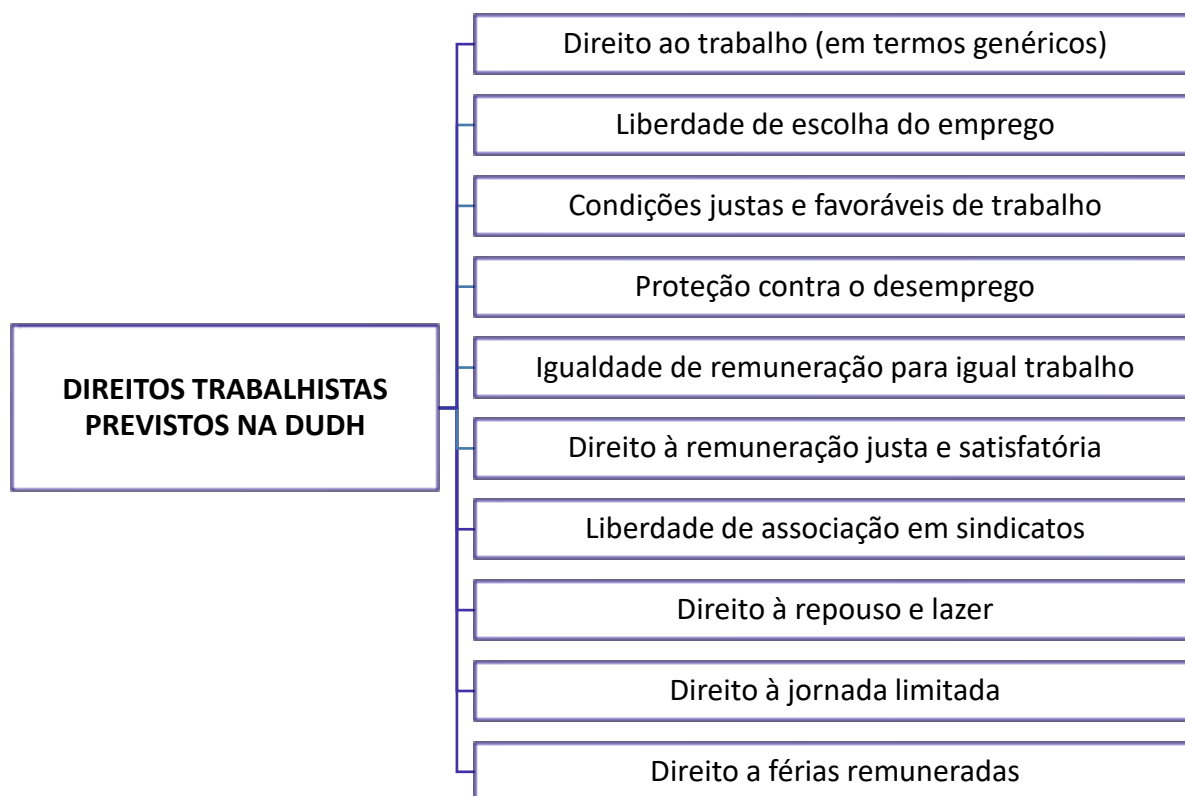 Direito ao trabalho (em termos genéricos)
Liberdade de escolha do emprego
Condições justas e favoráveis de trabalho
Proteção contra o desemprego
Igualdade de remuneração para igual trabalho
DIREITOS TRABALHISTAS
PREVISTOS NA DUDH
Direito à remuneração justa e satisfatória
Liberdade de associação em sindicatos
Direito à repouso e lazer
Direito à jornada limitada
Direito a férias remuneradas